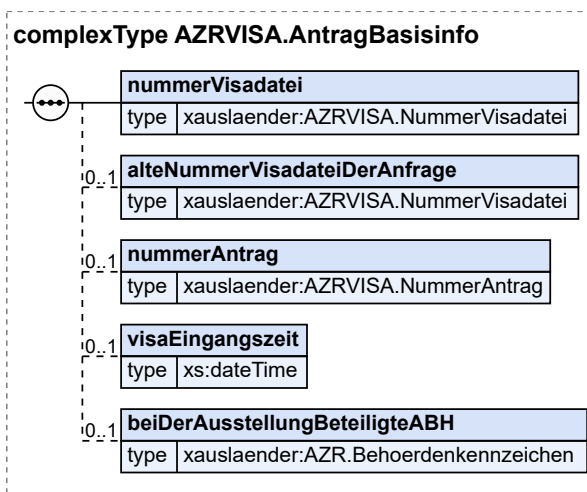 complexType AZRVISA.AntragBasisinfo
nummerVisadatei
type xauslaender:AZRVISA.NummerVisadatei
0..1 alteNummerVisadateiDerAnfrage
type xauslaender:AZRVISA.NummerVisadatei
0..1 nummerAntrag
type xauslaender:AZRVISA.NummerAntrag
0..1 visaEingangszeit
type xs:dateTime
0..1 beiDerAusstellungBeteiligteABH
type xauslaender:AZR.Behoerdenkennzeichen